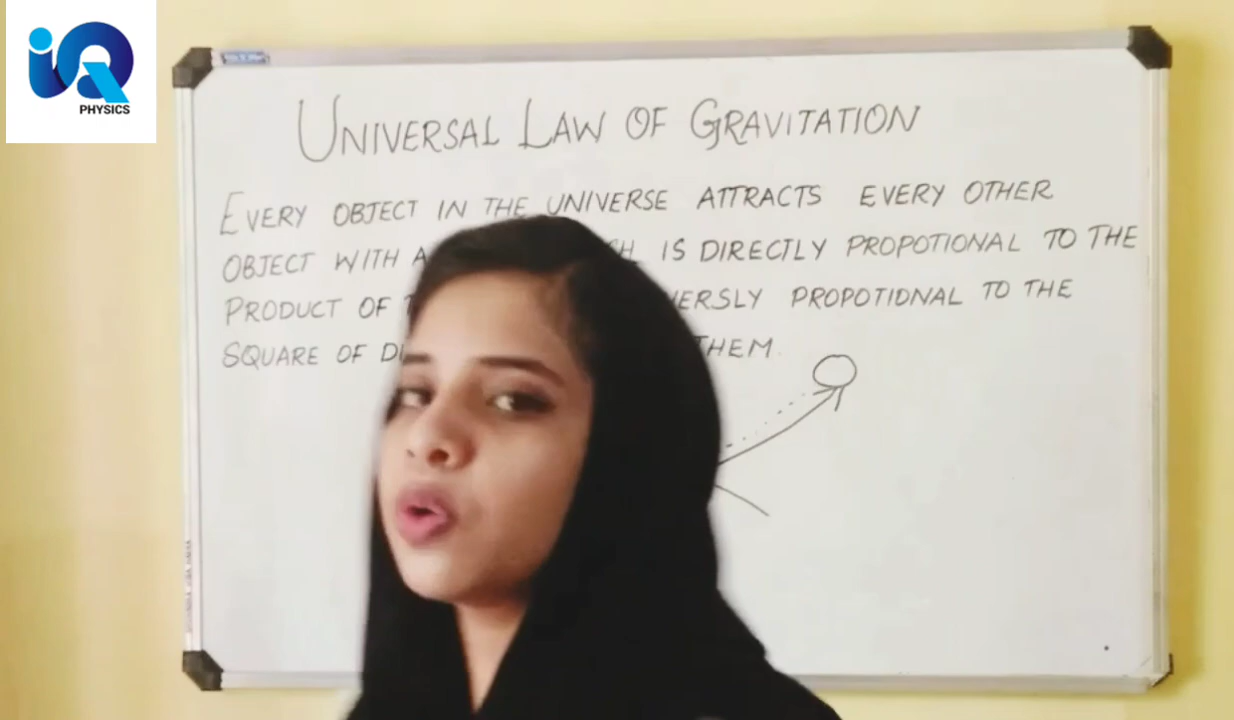 iQ
PHYSICS
UNIVERSAL LAW OF GRAVITATION
EVERY OBJECT IN THE UNIVERSE ATTRACTS EVERY OTHER
OBJECT WITH A IS DIRECTLY PROPOTIONAL TO THE
PRODUCT OF PROPOTIONAL TO THE
SQUARE OF THEM